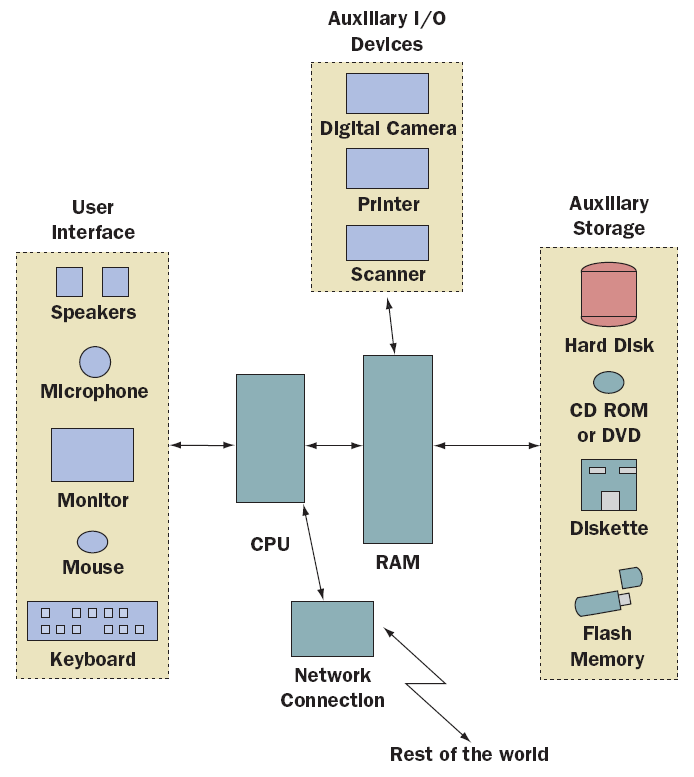 Auxiliary I/O
Devices
Digital Camera
Printer
Scanner
User
Interface
Speakers
Microphone
Monitor
Mouse
Keyboard
CPU
RAM
Network
Connection
Rest of the world
Auxiliary
Storage
Hard Disk
CD ROM
or DVD
Diskette
Flash
Memory